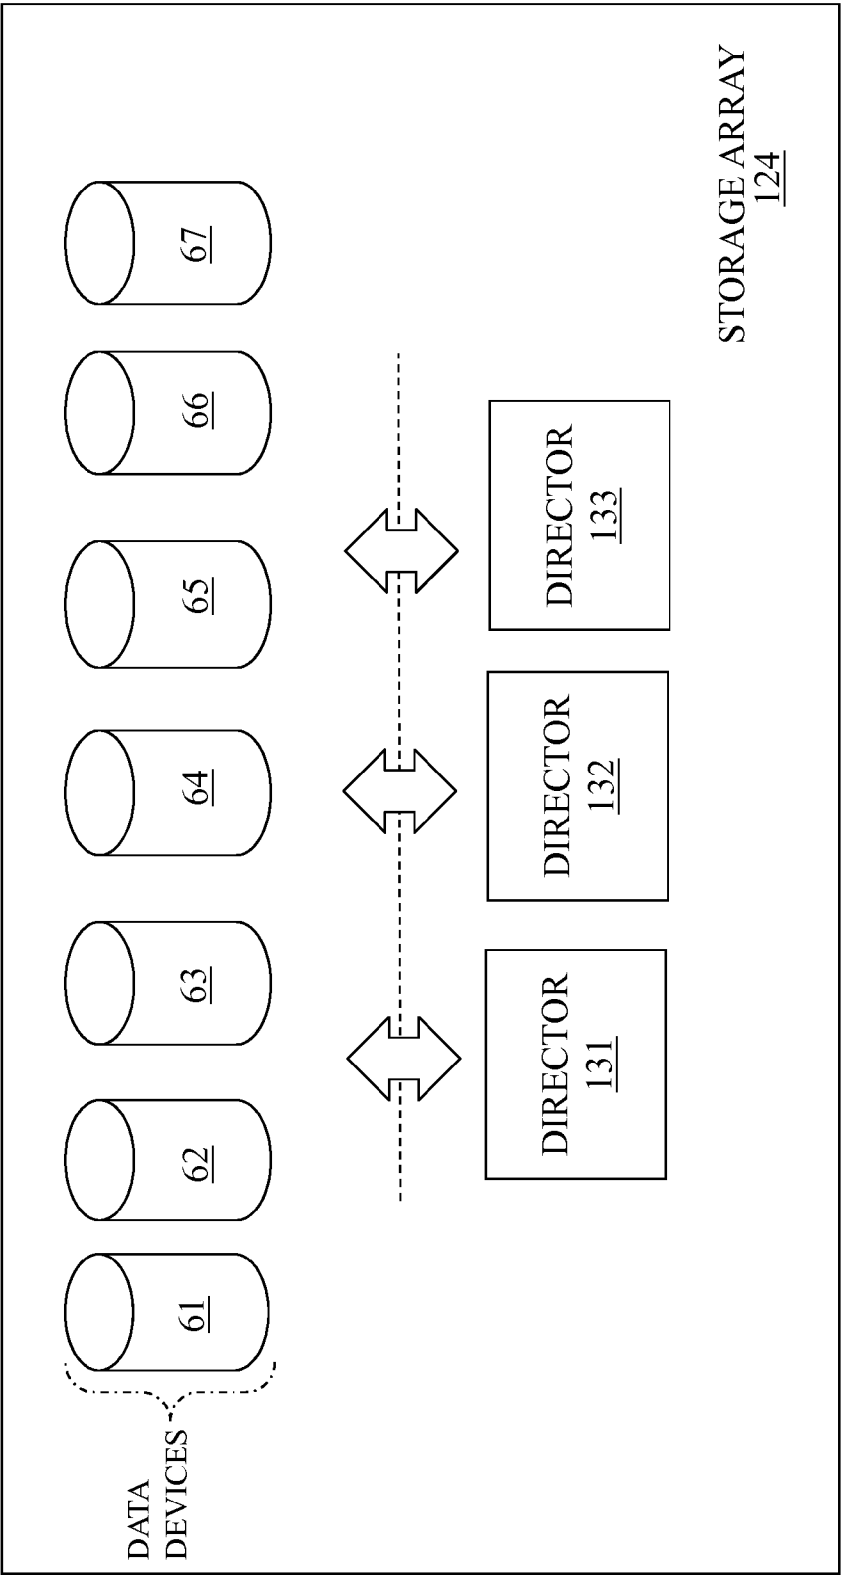 DATA
DEVICES
61
62
63
64
65
66
67
DIRECTOR
131
DIRECTOR
132
DIRECTOR
133
STORAGE ARRAY
124